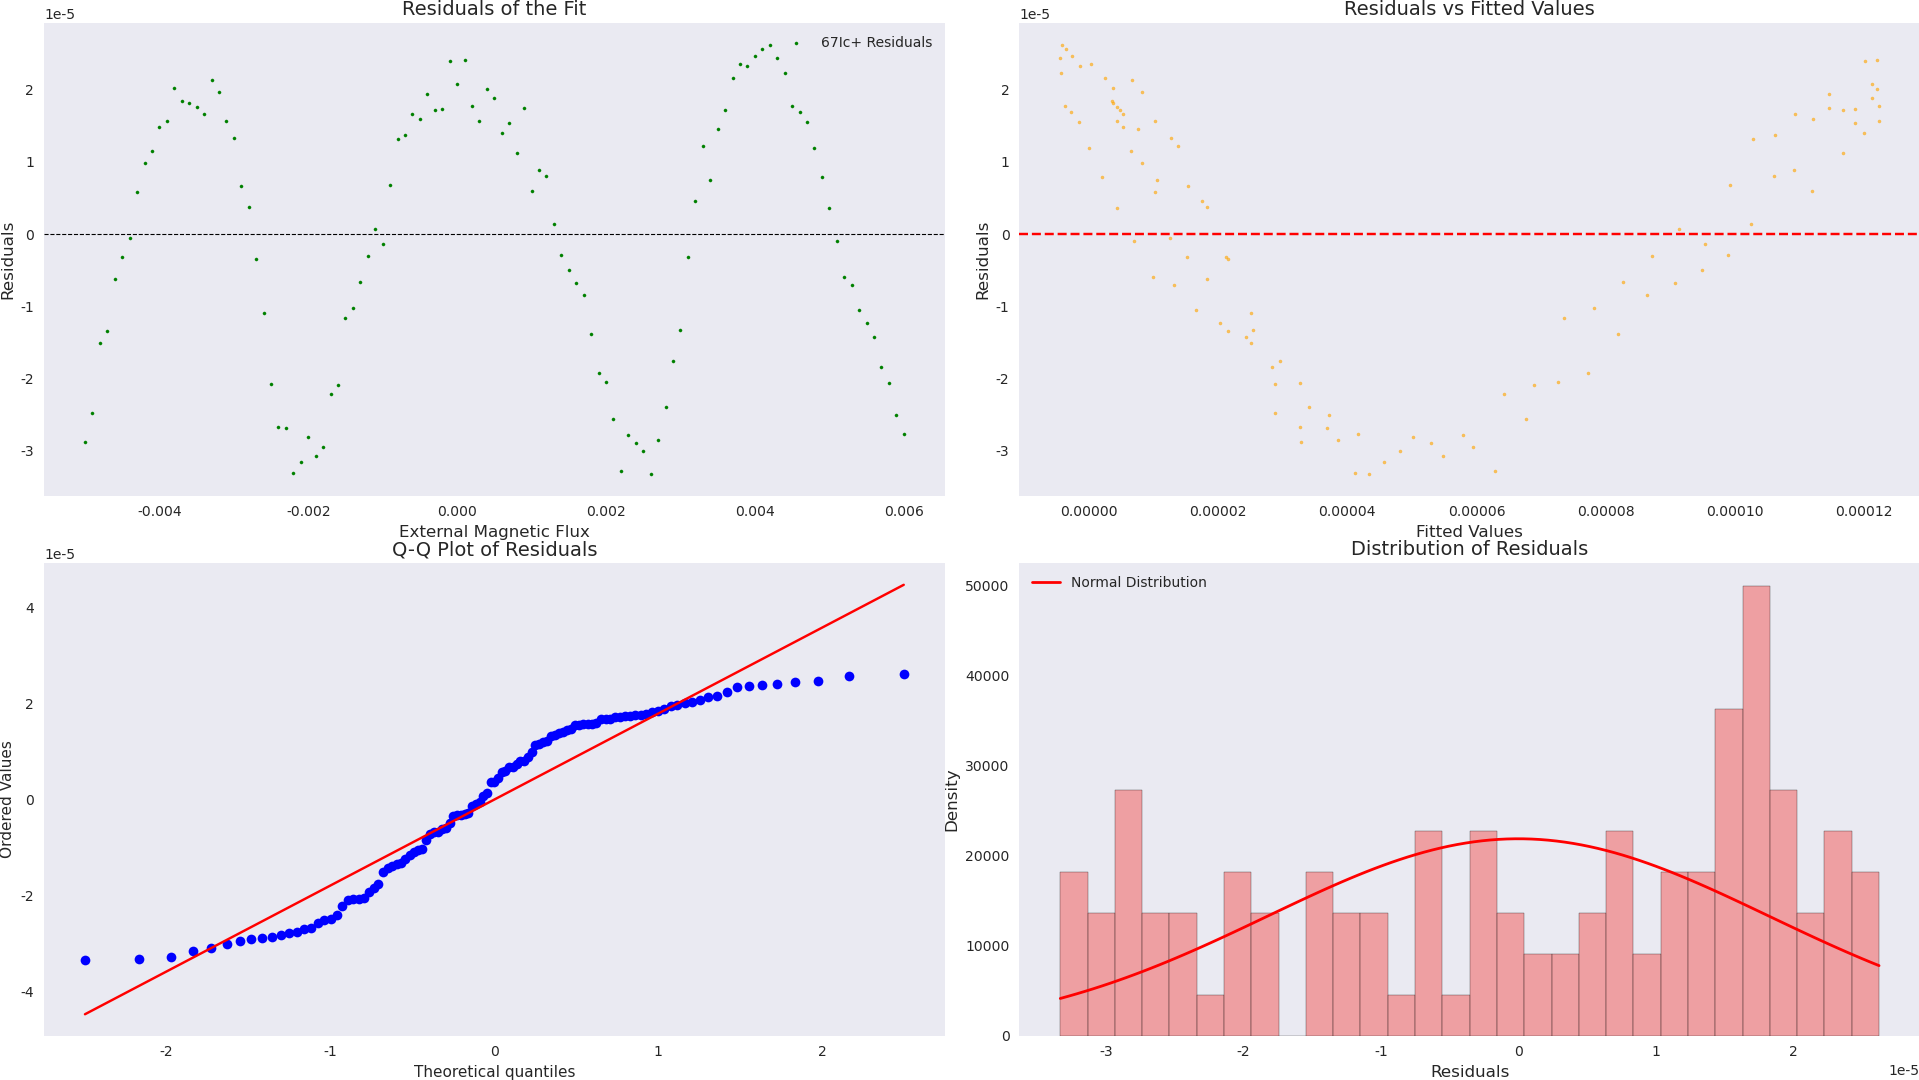 Residuals of the Fit
1e-5
67Ic+ Residuals
Residuals
2
1
0
-1
-2
-3
-0.004 -0.002 0.000 0.002 0.004 0.006
External Magnetic Flux
Residuals vs Fitted Values
1e-5
Residuals
2
1
0
-1
-2
-3
0.00000 0.00002 0.00004 0.00006 0.00008 0.00010 0.00012
Fitted Values
Q-Q Plot of Residuals
1e-5
Ordered Values
4
2
0
-2
-4
-2 -1 0 1 2
Theoretical quantiles
Distribution of Residuals
Normal Distribution
Density
50000
40000
30000
20000
10000
0
-3 -2 -1 0 1 2
1e-5
Residuals